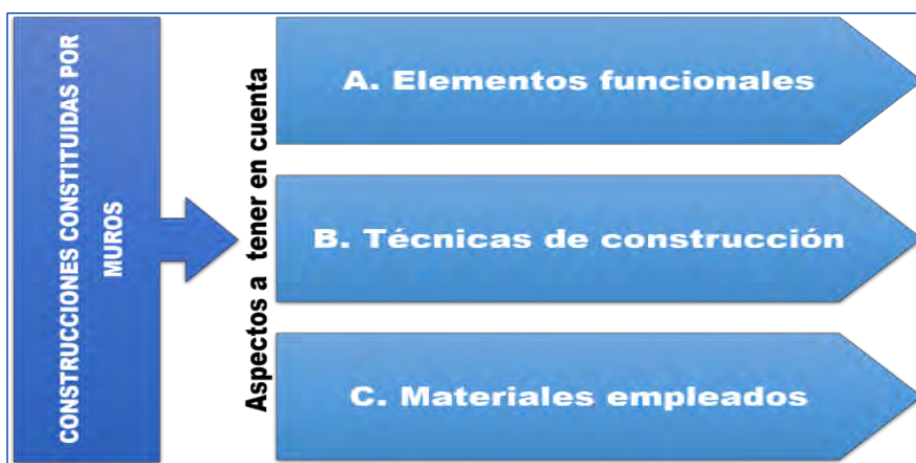 CONSTRUCCIONES CONSTITUIDAS POR
MUROS
Aspectos a tener en cuenta
A. Elementos funcionales
B. Técnicas de construcción
C. Materiales empleados